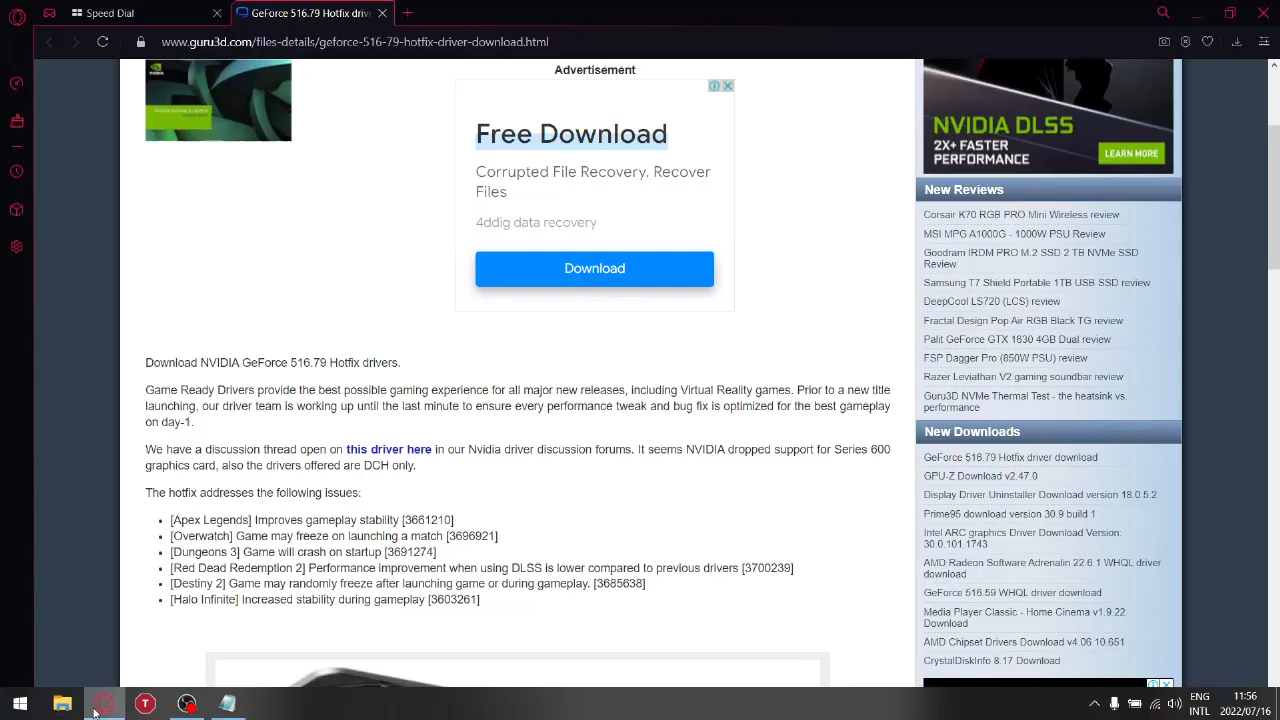 Speed Dial
GeForce 516.79 Hotfix driv
www.guru3d.com/files-details/geforce-516-79-hotfix-driver-download.html
Advertisement
Free Download
Corrupted File Recovery. Recover
Files
4ddig data recovery
Download
Download NVIDIA GeForce 516.79 Hotfix drivers.
Game Ready Drivers provide the best possible gaming experience for all major new releases, including Virtual Reality games. Prior to a new title
launching, our driver team is working up until the last minute to ensure every performance tweak and bug fix is optimized for the best gameplay
on day-1.
We have a discussion thread open on this driver here in our Nvidia driver discussion forums. It seems NVIDIA dropped support for Series 600
graphics card, also the drivers offered are DCH only.
The hotfix addresses the following issues:
[Apex Legends] Improves gameplay stability [3661210]
[Overwatch] Game may freeze on launching a match [3696921]
[Dungeons 3] Game will crash on startup [3691274]
[Red Dead Redemption 2] Performance improvement when using DLSS is lower compared to previous drivers [3700239]
[Destiny 2] Game may randomly freeze after launching game or during gameplay. [3685638]
[Halo Infinite] Increased stability during gameplay [3603261]
NVIDIA DLSS
2X+ FASTER
PERFORMANCE
LEARN MORE
New Reviews
Corsair K70 RGB PRO Mini Wireless review
MSI MPG A1000G - 1000W PSU Review
Goodram IRDM PRO M.2 SSD 2 TB NVMe SSD
Review
Samsung T7 Shield Portable 1TB USB SSD review
DeepCool LS720 (LCS) review
Fractal Design Pop Air RGB Black TG review
Palit GeForce GTX 1630 4GB Dual review
FSP Dagger Pro (850W PSU) review
Razer Leviathan V2 gaming soundbar review
Guru3D NVMe Thermal Test - the heatsink vs.
performance
New Downloads
GeForce 516.79 Hotfix driver download
GPU-Z Download v2.47.0
Display Driver Uninstaller Download version 18.0.5.2
Prime95 download version 30.9 build 1
Intel ARC graphics Driver Download Version:
30.0.101.1743
AMD Radeon Software Adrenalin 22.6.1 WHQL driver
download
GeForce 516.59 WHQL driver download
Media Player Classic - Home Cinema v1.9.22
Download
AMD Chipset Drivers Download v4.06.10.651
CrystalDiskInfo 8.17 Download
T
ENG
INTL
11:56
2022/07/16